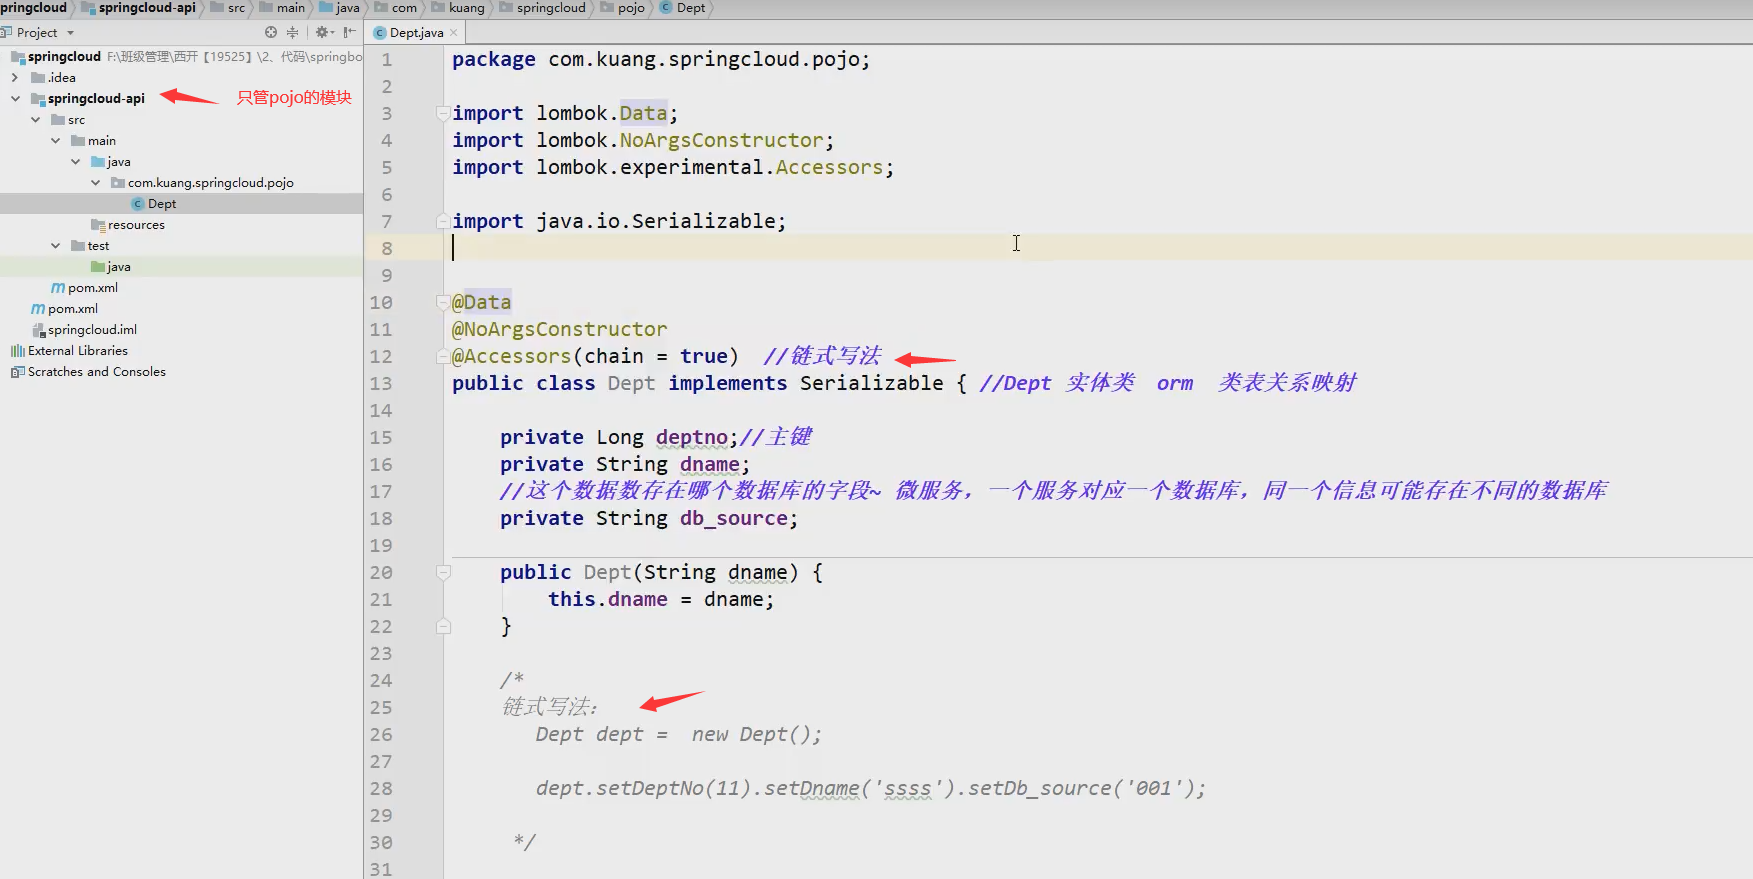 pringcloud springcloud-api src main java com kuang springcloud pojo Dept
Project
Dept.java
springcloud F:\班级管理\西开【19525】\2、代码\springbo
.idea
springcloud-api 只管pojo的模块
src
main
java
com.kuang.springcloud.pojo
Dept
resources
test
java
pom.xml
pom.xml
springcloud.iml
External Libraries
Scratches and Consoles
1 package com.kuang.springcloud.pojo;
2
3 import lombok.Data;
4 import lombok.NoArgsConstructor;
5 import lombok.experimental.Accessors;
6
7 import java.io.Serializable;
8
9
10 @Data
11 @NoArgsConstructor
12 @Accessors(chain = true) //链式写法
13 public class Dept implements Serializable { //Dept 实体类 orm 类表关系映射
14
15 private Long deptno;//主键
16 private String dname;
17 //这个数据数存在哪个数据库的字段~ 微服务，一个服务对应一个数据库，同一个信息可能存在不同的数据库
18 private String db_source;
19
20 public Dept(String dname) {
21 this.dname = dname;
22 }
23
24 /*
25 链式写法：
26 Dept dept = new Dept();
27
28 dept.setDeptNo(11).setDname('ssss').setDb_source('001');
29
30 */
31